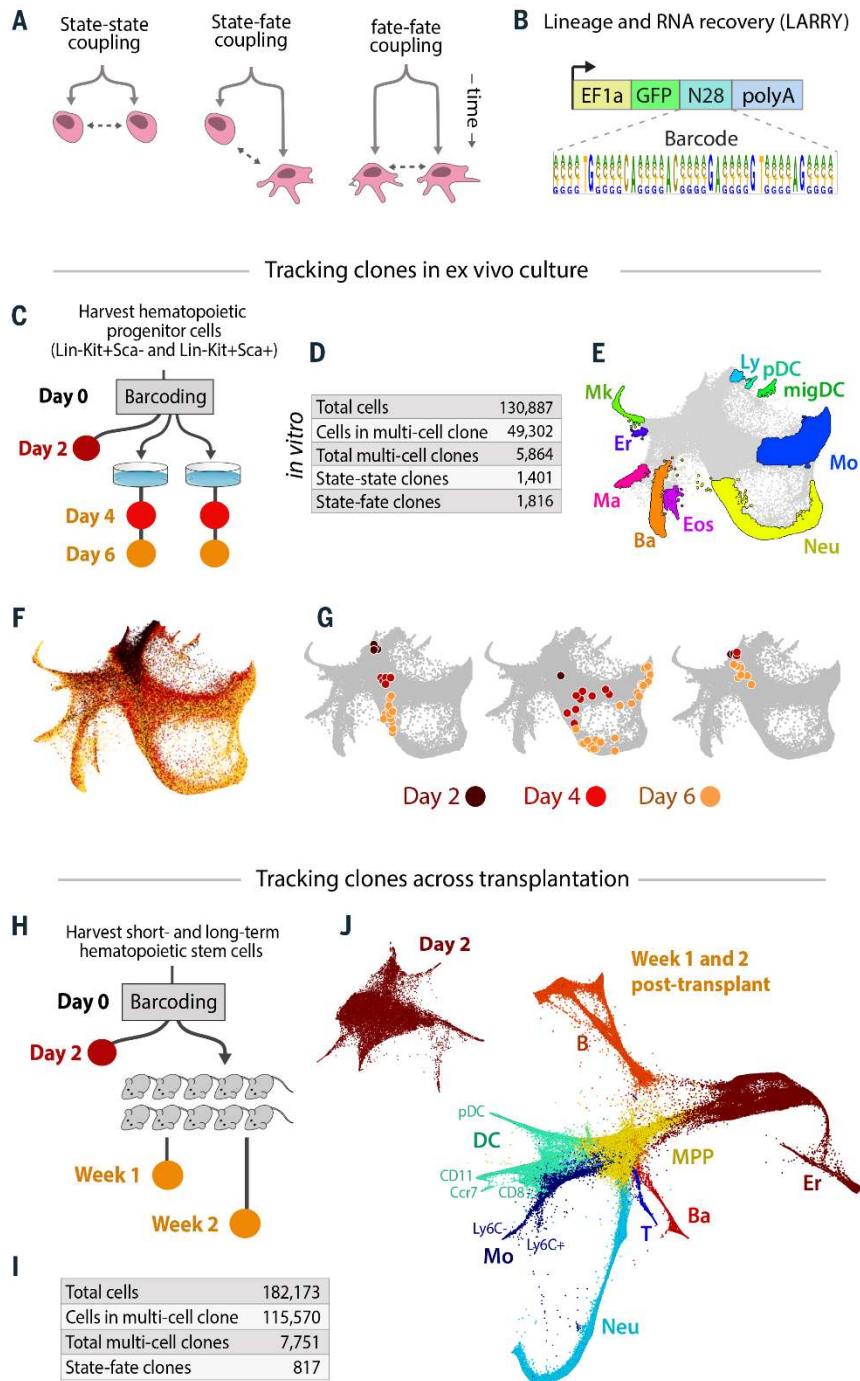 A
State-state
coupling
State-fate
coupling
fate-fate
coupling
– time →
B
Lineage and RNA recovery (LARRY)
EF1a
GFP
N28
polyA
Barcode
Tracking clones in ex vivo culture
C
Harvest hematopoietic
progenitor cells
(Lin-Kit+Sca- and Lin-Kit+Sca+)
Day 0
Barcoding
Day 2
Day 4
Day 6
D
in vitro
Total cells 130,887
Cells in multi-cell clone 49,302
Total multi-cell clones 5,864
State-state clones 1,401
State-fate clones 1,816
E
Ly
pDC
migDC
Mk
Er
Mo
Ma
Ba
Eos
Neu
F
G
Day 2
Day 4
Day 6
Tracking clones across transplantation
H
Harvest short- and long-term
hematopoietic stem cells
Day 0
Barcoding
Day 2
Week 1
Week 2
I
Total cells 182,173
Cells in multi-cell clone 115,570
Total multi-cell clones 7,751
State-fate clones 817
J
Day 2
Week 1 and 2
post-transplant
B
pDC
DC
MPP
CD11
Ccr7
CD8
Er
Ba
T
Ly6C-
Ly6C+
Mo
Neu